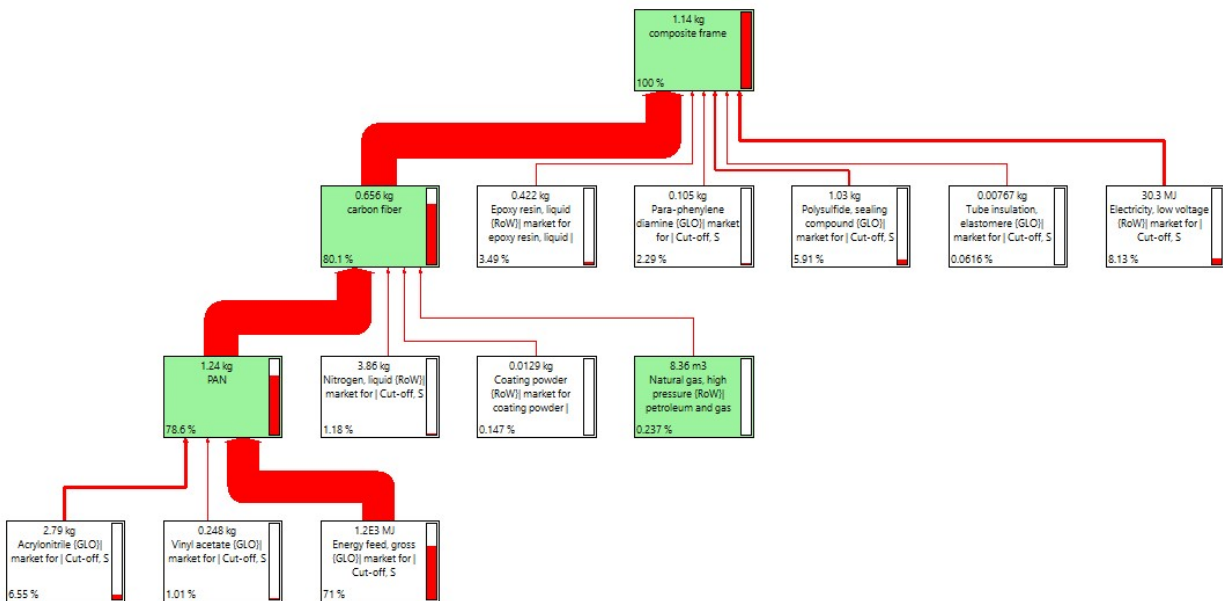 1.14 kg
composite frame
100 %
0.656 kg
carbon fiber
80.1 %
0.422 kg
Epoxy resin, liquid
{RoW}| market for
epoxy resin, liquid |
3.49 %
0.105 kg
Para-phenylene
diamine {GLO}| market
for | Cut-off, S
2.29 %
1.03 kg
Polysulfide, sealing
compound {GLO}|
market for | Cut-off, S
5.91 %
0.00767 kg
Tube insulation,
elastomere {GLO}|
market for | Cut-off, S
0.0616 %
30.3 MJ
Electricity, low voltage
{RoW}| market for |
Cut-off, S
8.13 %
1.24 kg
PAN
78.6 %
3.86 kg
Nitrogen, liquid {RoW}|
market for | Cut-off, S
1.18 %
0.0129 kg
Coating powder
{RoW}| market for
coating powder |
0.147 %
8.36 m3
Natural gas, high
pressure {RoW}|
petroleum and gas
0.237 %
2.79 kg
Acrylonitrile {GLO}|
market for | Cut-off, S
6.55 %
0.248 kg
Vinyl acetate {GLO}|
market for | Cut-off, S
1.01 %
1.2E3 MJ
Energy feed, gross
{GLO}| market for |
Cut-off, S
71 %